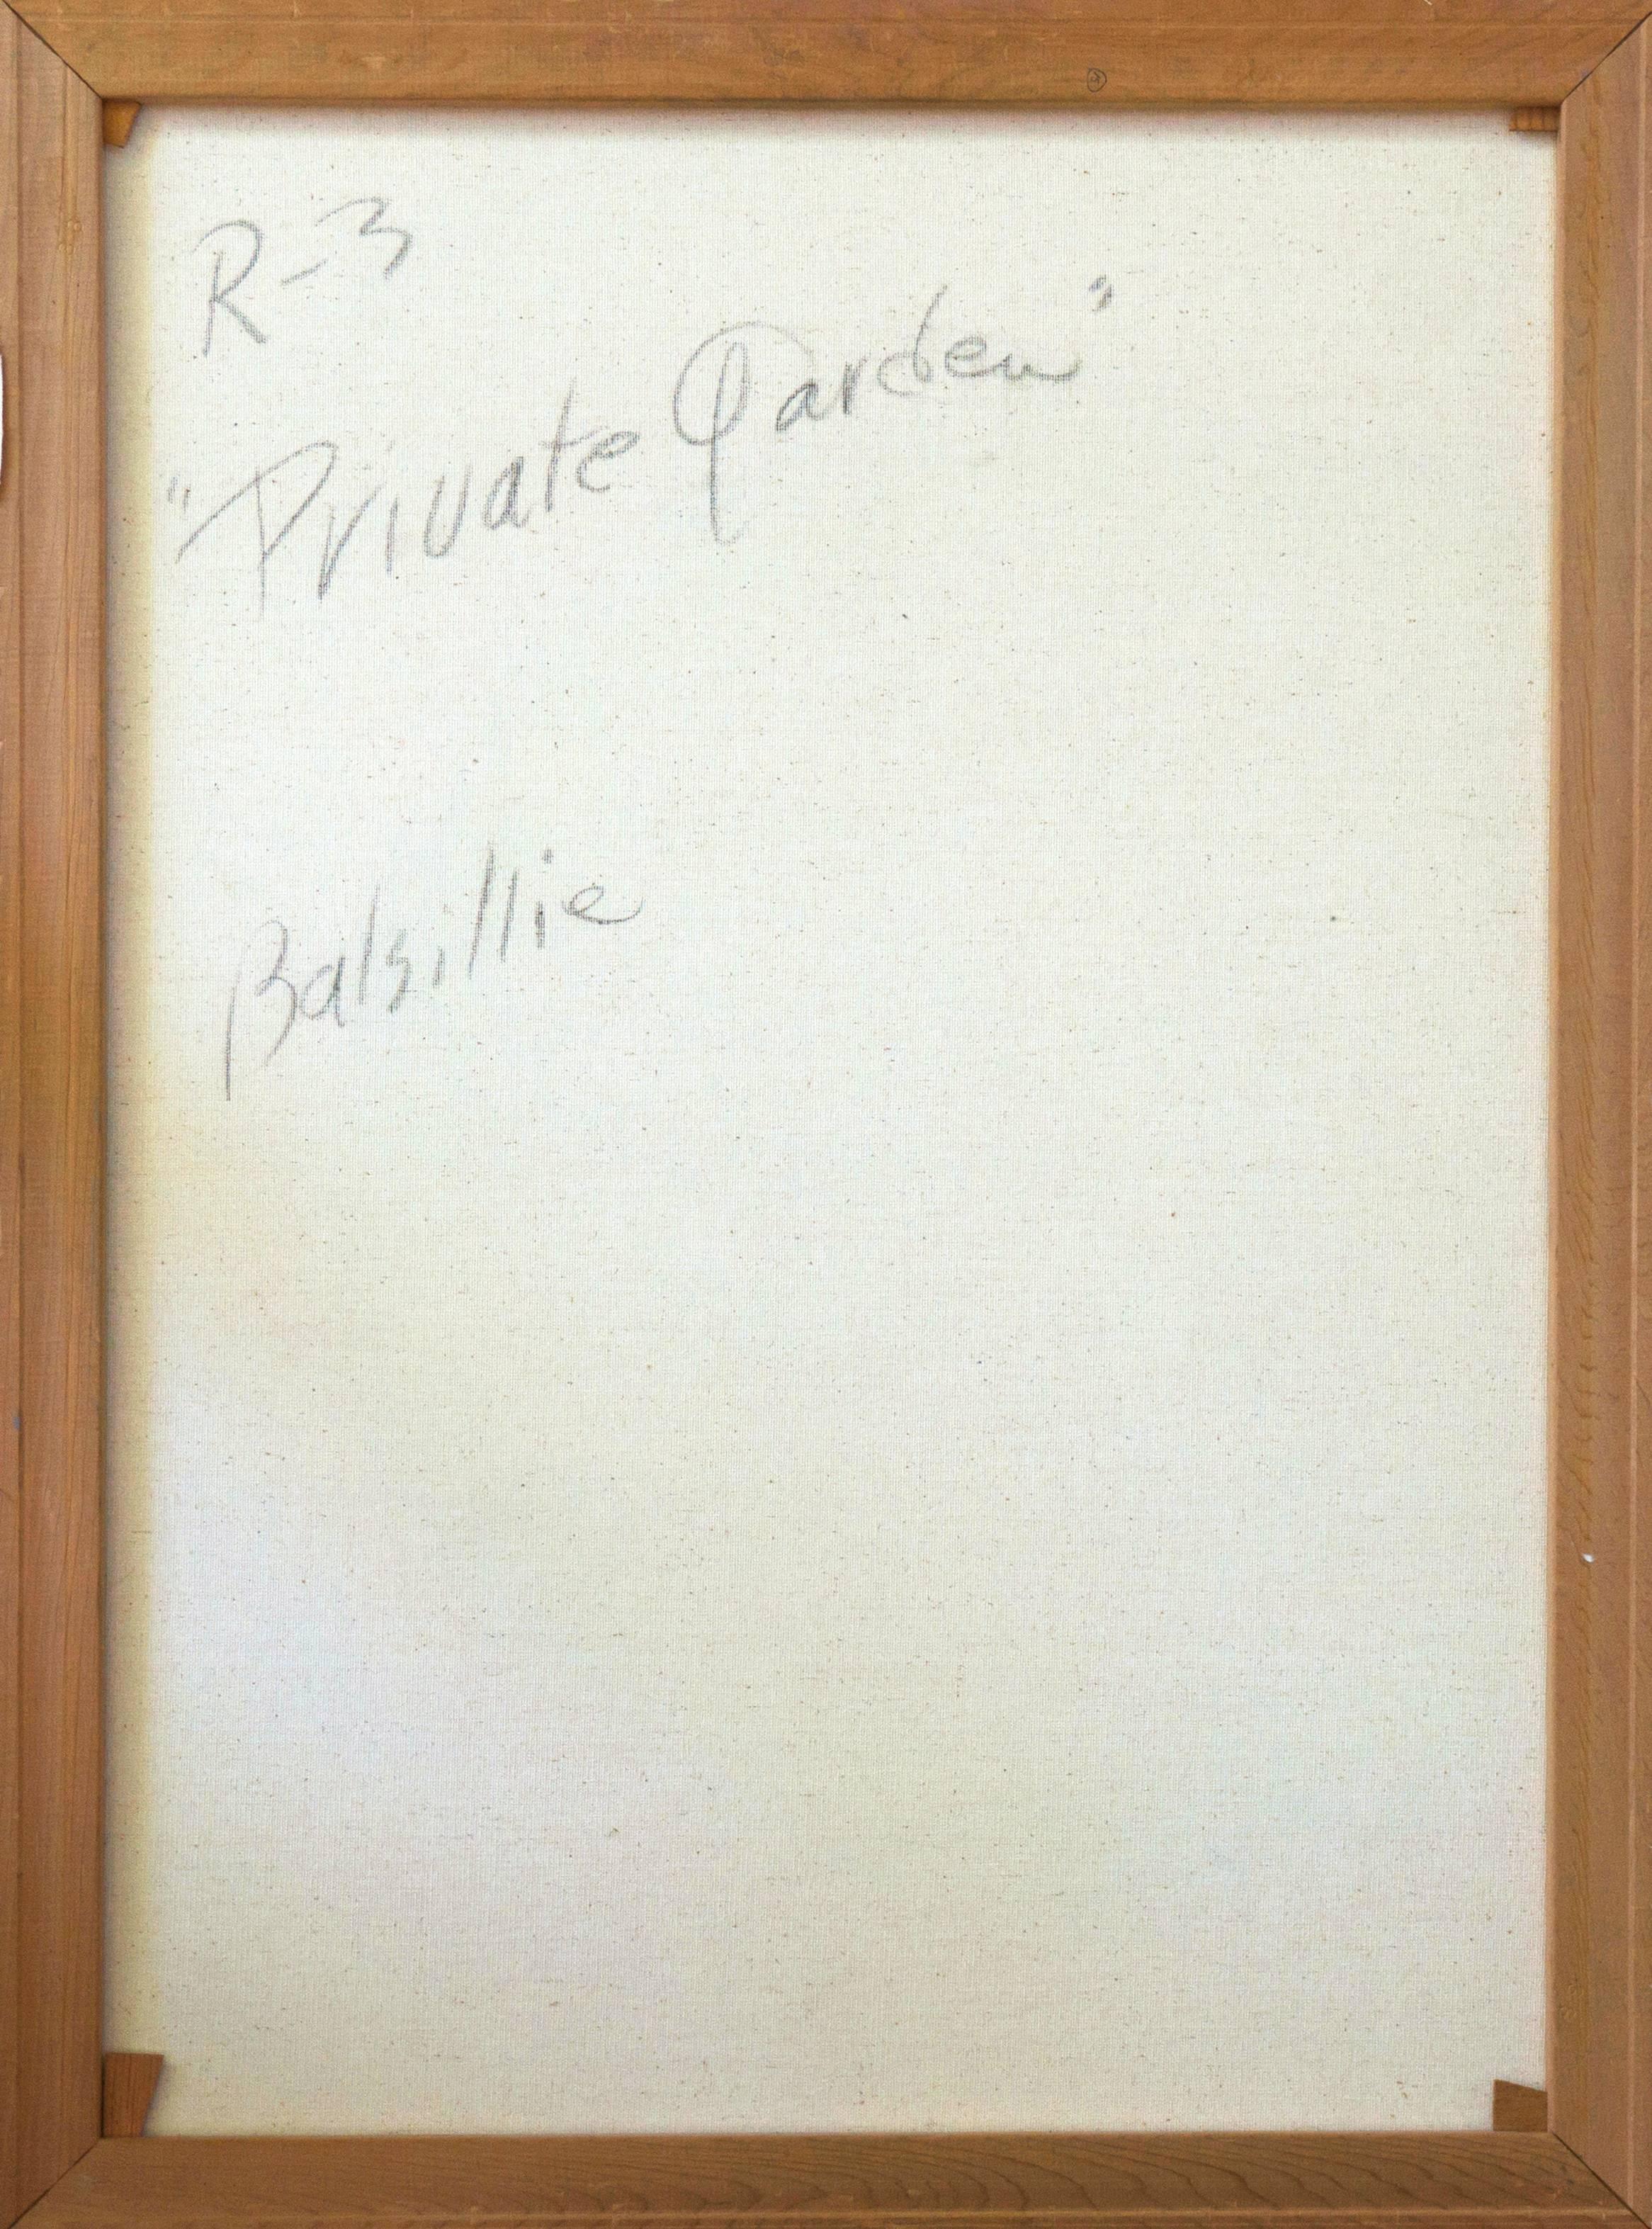 R-3
"Private Garden"
Balsillie